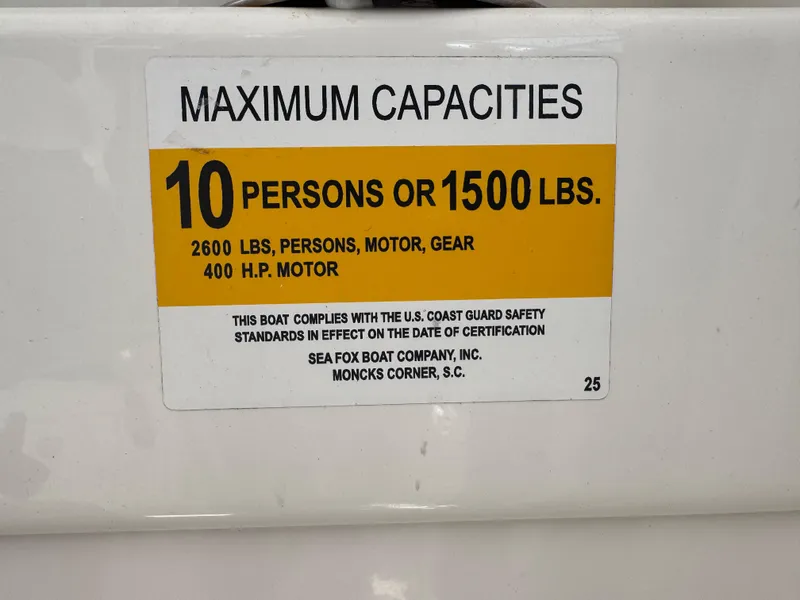 MAXIMUM CAPACITIES
10 PERSONS OR 1500 LBS.
2600 LBS, PERSONS, MOTOR, GEAR
400 H.P. MOTOR
THIS BOAT COMPLIES WITH THE U.S. COAST GUARD SAFETY
STANDARDS IN EFFECT ON THE DATE OF CERTIFICATION
SEA FOX BOAT COMPANY, INC.
MONCKS CORNER, S.C.
25